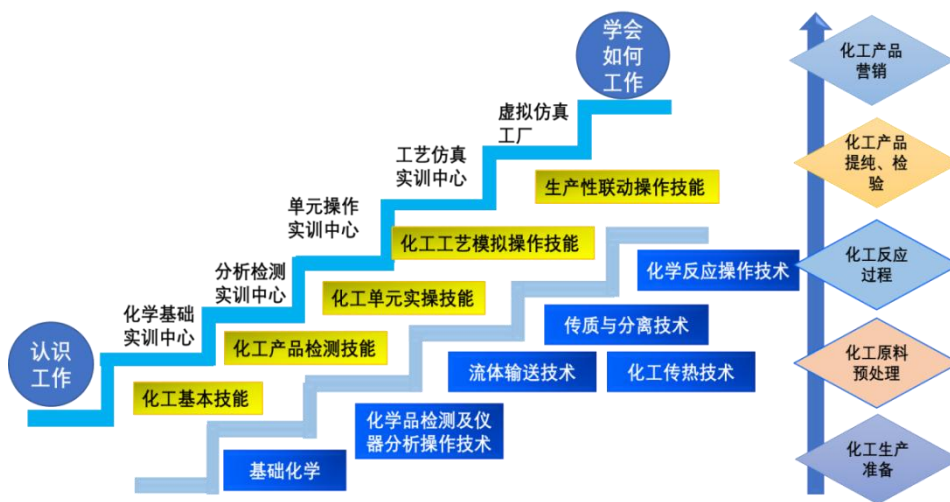 学会
如何
工作
虚拟仿真
工厂
工艺仿真
实训中心
单元操作
实训中心
分析检测
实训中心
化学基础
实训中心
认识
工作
生产性联动操作技能
化工工艺模拟操作技能
化工单元实操技能
化工产品检测技能
化工基本技能
化学反应操作技术
传质与分离技术
流体输送技术
化工传热技术
化学品检测及仪
器分析操作技术
基础化学
化工产品
营销
化工产品
提纯、检
验
化工反应
过程
化工原料
预处理
化工生产
准备